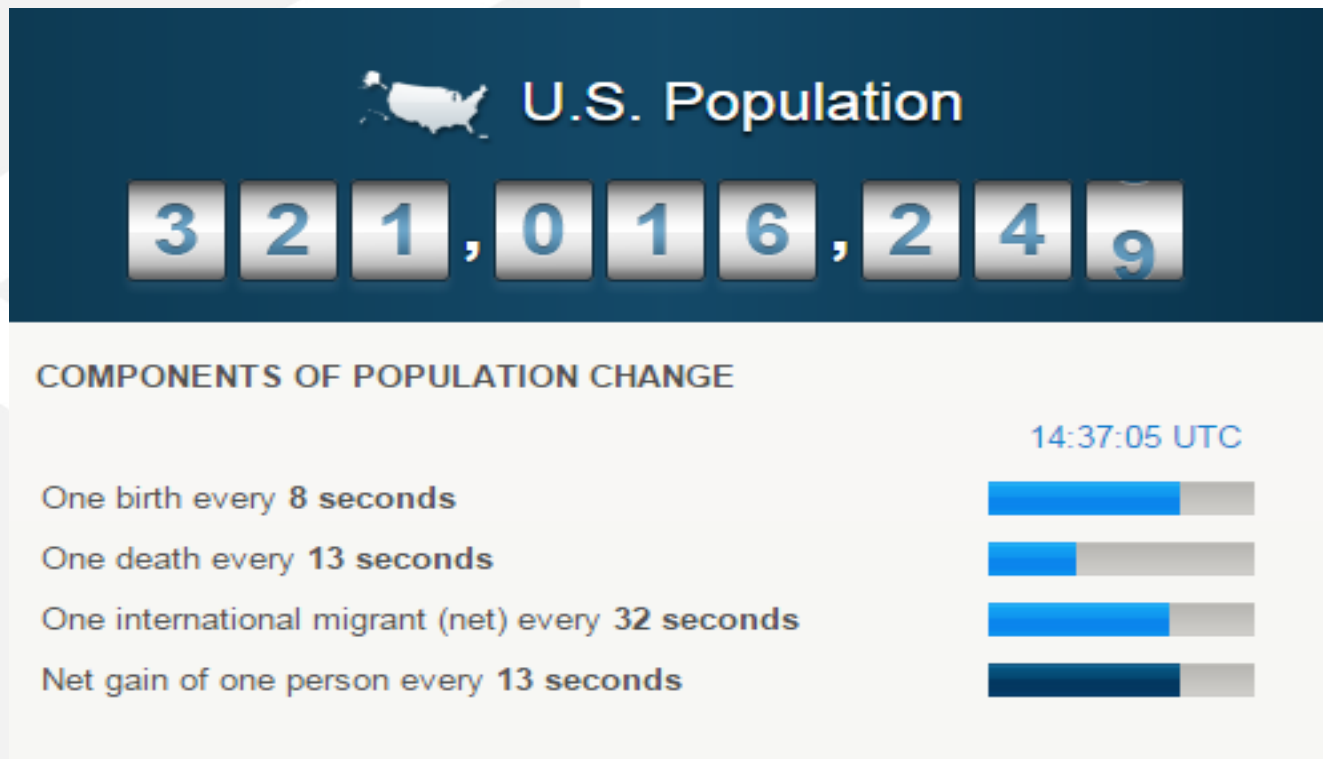 U.S. Population
321,016,249
COMPONENTS OF POPULATION CHANGE
14:37:05 UTC
One birth every 8 seconds
One death every 13 seconds
One international migrant (net) every 32 seconds
Net gain of one person every 13 seconds